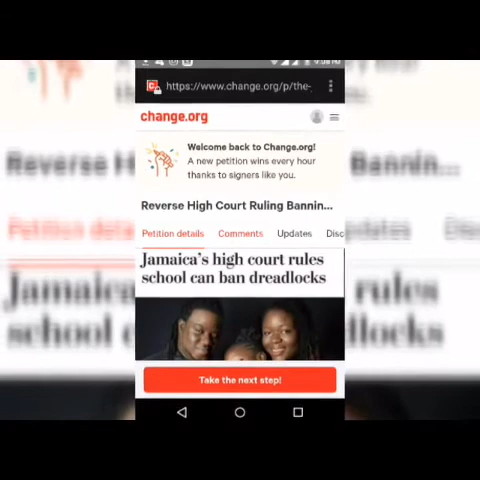 https://www.change.org/p/the-
change.org
Welcome back to Change.org!
A new petition wins every hour
thanks to signers like you.
Reverse High Court Ruling Bannin...
Petition details
Comments
Updates
Disc
Jamaica's high court rules
school can ban dreadlocks
Take the next step!